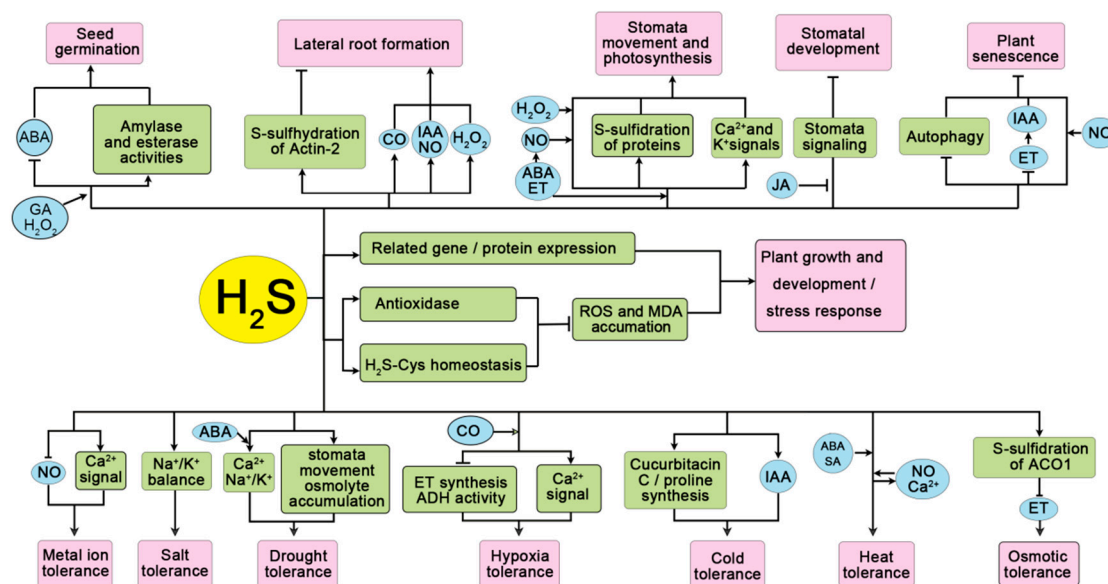 Seed
germination
Lateral root formation
Stomata
movement and
photosynthesis
Stomatal
development
Plant
senescence
ABA
Amylase
and esterase
activities
S-sulfhydration
of Actin-2
CO
IAA
NO
H₂O₂
H₂O₂
NO
ABA
ET
S-sulfidration
of proteins
Ca²⁺and
K⁺signals
Stomata
signaling
JA
Autophagy
IAA
ET
NO
GA
H₂O₂
H₂S
Related gene / protein expression
Antioxidase
H₂S-Cys homeostasis
ROS and MDA
accumation
Plant growth and
development /
stress response
NO
Ca²⁺
signal
Na⁺/K⁺
balance
ABA
Ca²⁺
Na⁺/K⁺
stomata
movement
osmolyte
accumulation
CO
ET synthesis
ADH activity
Ca²⁺
signal
Cucurbitacin
C / proline
synthesis
IAA
ABA
SA
NO
Ca²⁺
S-sulfidration
of ACO1
ET
Metal ion
tolerance
Salt
tolerance
Drought
tolerance
Hypoxia
tolerance
Cold
tolerance
Heat
tolerance
Osmotic
tolerance